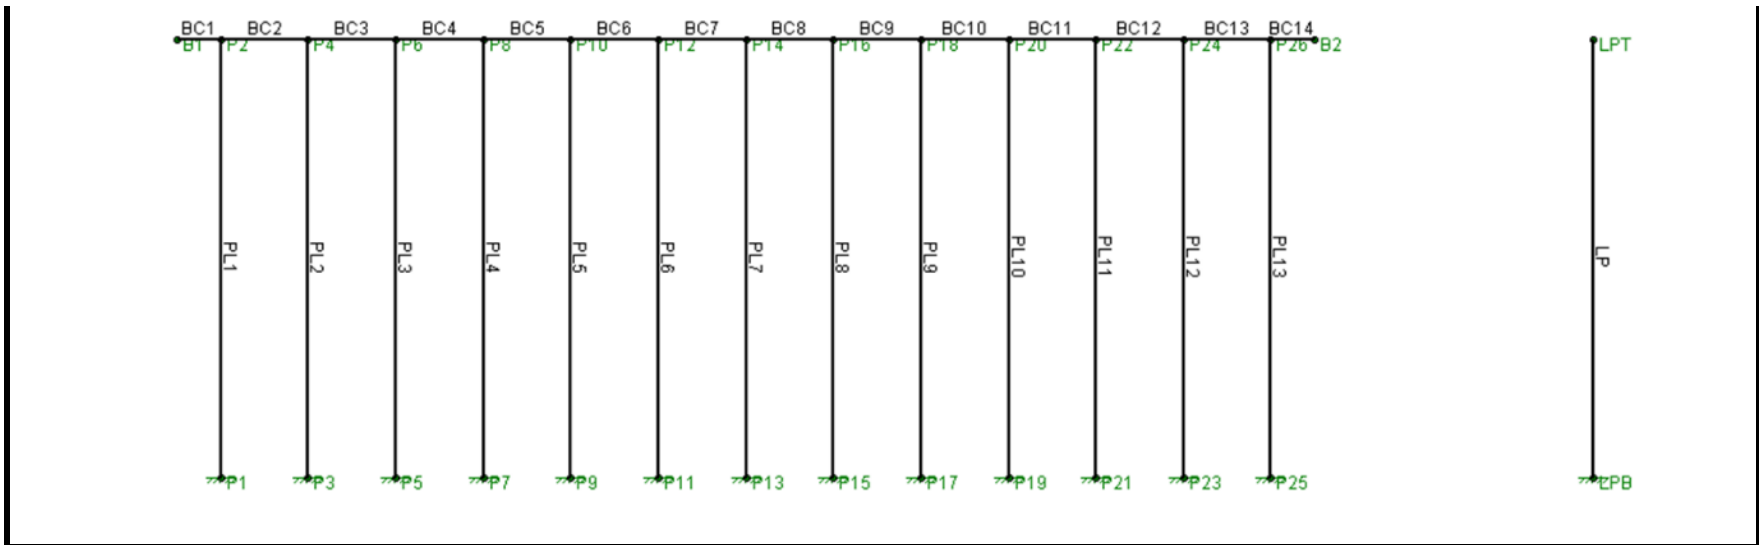 BC1 BC2 BC3 BC4 BC5 BC6 BC7 BC8 BC9 BC10 BC11 BC12 BC13 BC14
B1 P2 P4 P6 P8 P10 P12 P14 P16 P18 P20 P22 P24 P26 B2 LPT
PL1 PL2 PL3 PL4 PL5 PL6 PL7 PL8 PL9 PL10 PL11 PL12 PL13 LP
P1 P3 P5 P7 P9 P11 P13 P15 P17 P19 P21 P23 P25 LPB